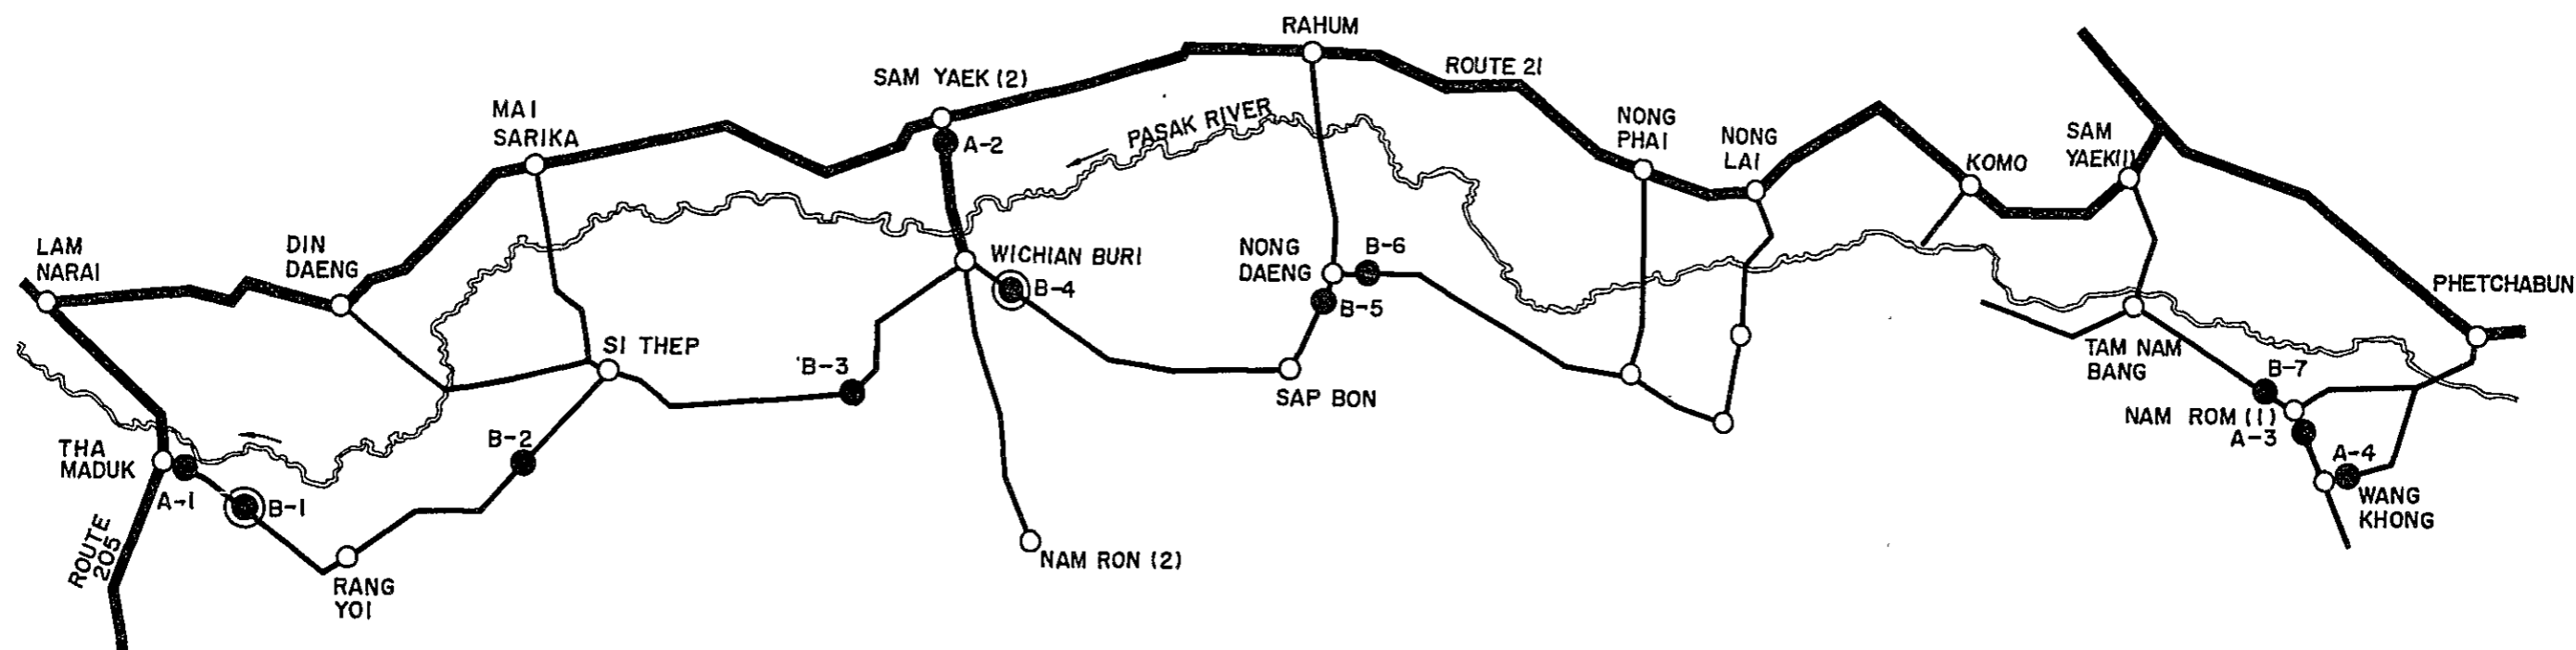 RAHUM
SAM YAEK (2)
ROUTE 21
MAI
SARIKA
A-2
PASAK RIVER
NONG
PHAI
NONG
LAI
KOMO
SAM
YAEK(1)
LAM
NARAI
DIN
DAENG
WICHIAN BURI
B-4
NONG
DAENG
B-6
B-5
PHETCHABUN
SI THEP
B-3
SAP BON
TAM NAM
BANG
B-7
NAM ROM (1)
A-3
THA
MADUK
A-1
B-1
B-2
A-4
WANG
KHONG
ROUTE
205
RANG
YOI
NAM RON (2)